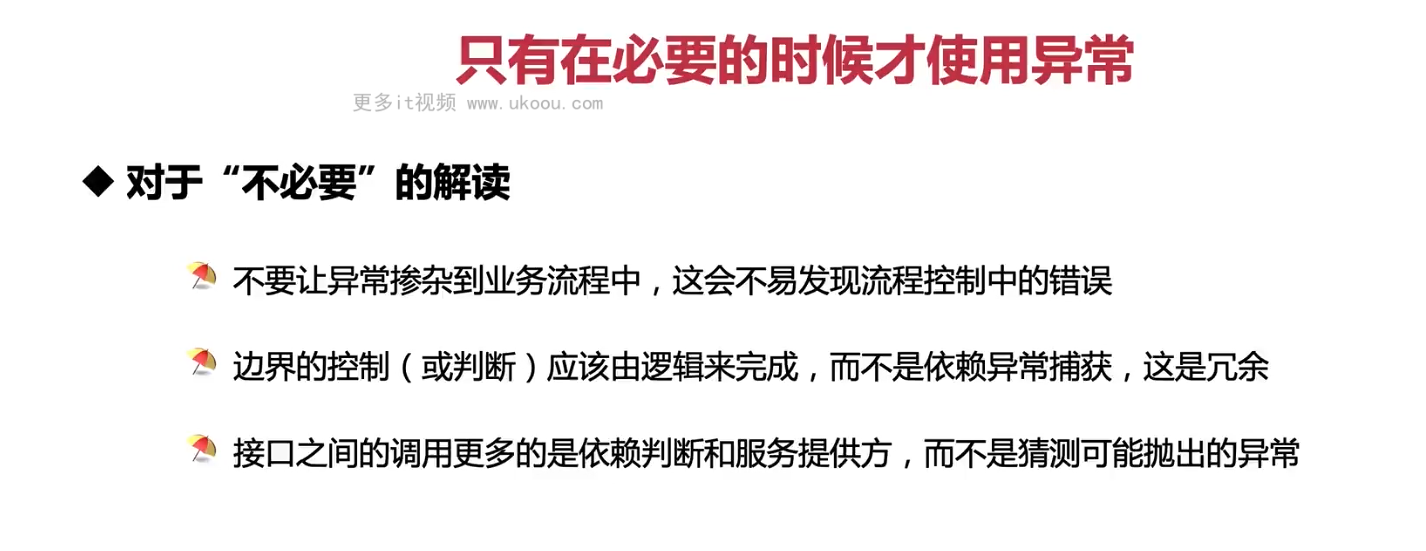 只有在必要的时候才使用异常
更多it视频 www.ukoou.com
◆ 对于“不必要”的解读
不要让异常掺杂到业务流程中，这会不易发现流程控制中的错误
边界的控制（或判断）应该由逻辑来完成，而不是依赖异常捕获，这是冗余
接口之间的调用更多的是依赖判断和服务提供方，而不是猜测可能抛出的异常